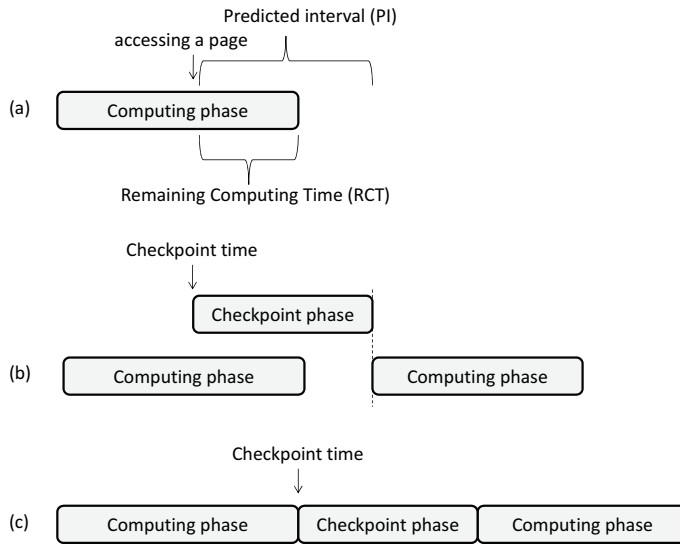 Predicted interval (PI)
accessing a page
(a)
Computing phase
Remaining Computing Time (RCT)
Checkpoint time
Checkpoint phase
(b)
Computing phase
Computing phase
Checkpoint time
(c)
Computing phase
Checkpoint phase
Computing phase